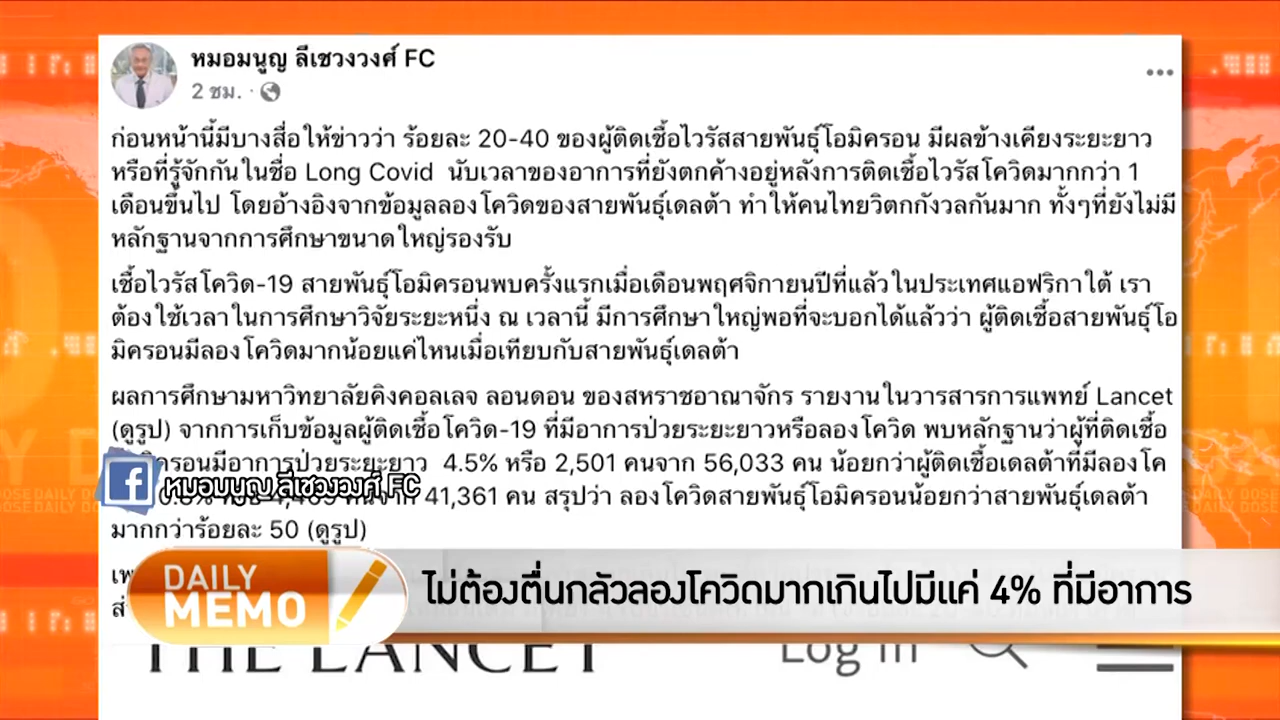 หมอมนูญ ลีเชวงวงศ์ FC
2 ชม. ·
ก่อนหน้านี้มีบางสื่อให้ข่าวว่า ร้อยละ 20-40 ของผู้ติดเชื้อไวรัสสายพันธุ์โอมิครอน มีผลข้างเคียงระยะยาว
หรือที่รู้จักกันในชื่อ Long Covid นับเวลาของอาการที่ยังตกค้างอยู่หลังการติดเชื้อไวรัสโควิดมากกว่า 1
เดือนขึ้นไป โดยอ้างอิงจากข้อมูลลองโควิดของสายพันธุ์เดลต้า ทำให้คนไทยวิตกกังวลกันมาก ทั้งๆที่ยังไม่มี
หลักฐานจากการศึกษาขนาดใหญ่รองรับ
เชื้อไวรัสโควิด-19 สายพันธุ์โอมิครอนพบครั้งแรกเมื่อเดือนพฤศจิกายนปีที่แล้วในประเทศแอฟริกาใต้ เรา
ต้องใช้เวลาในการศึกษาวิจัยระยะหนึ่ง ณ เวลานี้ มีการศึกษาใหญ่พอที่จะบอกได้แล้วว่า ผู้ติดเชื้อสายพันธุ์โอ
มิครอนมีลองโควิดมากน้อยแค่ไหนเมื่อเทียบกับสายพันธุ์เดลต้า
ผลการศึกษามหาวิทยาลัยคิงคอลเลจ ลอนดอน ของสหราชอาณาจักร รายงานในวารสารการแพทย์ Lancet
(ดูรูป) จากการเก็บข้อมูลผู้ติดเชื้อโควิด-19 ที่มีอาการป่วยระยะยาวหรือลองโควิด พบหลักฐานว่าผู้ที่ติดเชื้อ
ครอนมีอาการป่วยระยะยาว 4.5% หรือ 2,501 คนจาก 56,033 คน น้อยกว่าผู้ติดเชื้อเดลต้าที่มีลองโค
41,361 คน สรุปว่า ลองโควิดสายพันธุ์โอมิครอนน้อยกว่าสายพันธุ์เดลต้า
หมอมนูญ ลีเชวงวงศ์ FC
มากกว่าร้อยละ 50 (ดูรูป)
DAILY
MEMO
ไม่ต้องตื่นกลัวลองโควิดมากเกินไปมีแค่ 4% ที่มีอาการ
THE LANCET
Log in